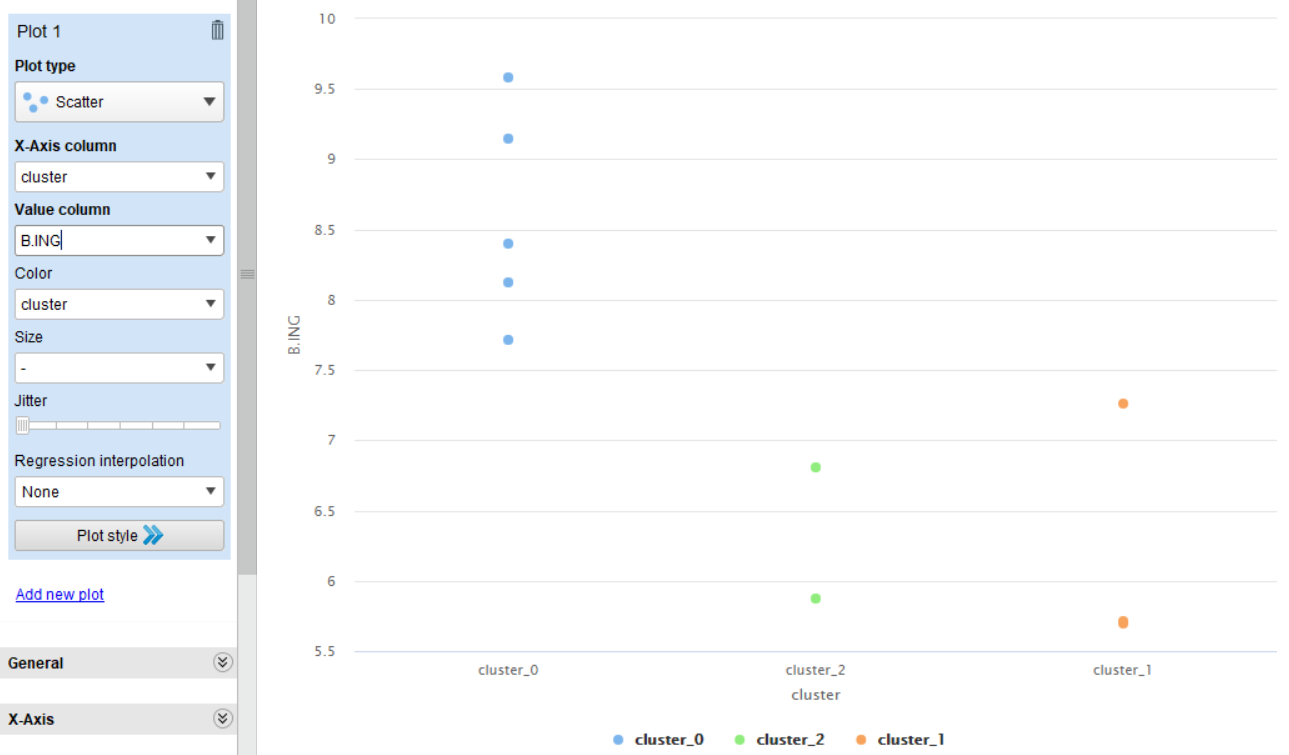 Plot 1
Plot type
Scatter
X-Axis column
cluster
Value column
B.ING
Color
cluster
Size
-
Jitter
Regression interpolation
None
Plot style
Add new plot
General
X-Axis
10
9.5
9
8.5
8
7.5
7
6.5
6
5.5
B.ING
cluster_0 cluster_2 cluster_1
cluster
cluster_0 cluster_2 cluster_1